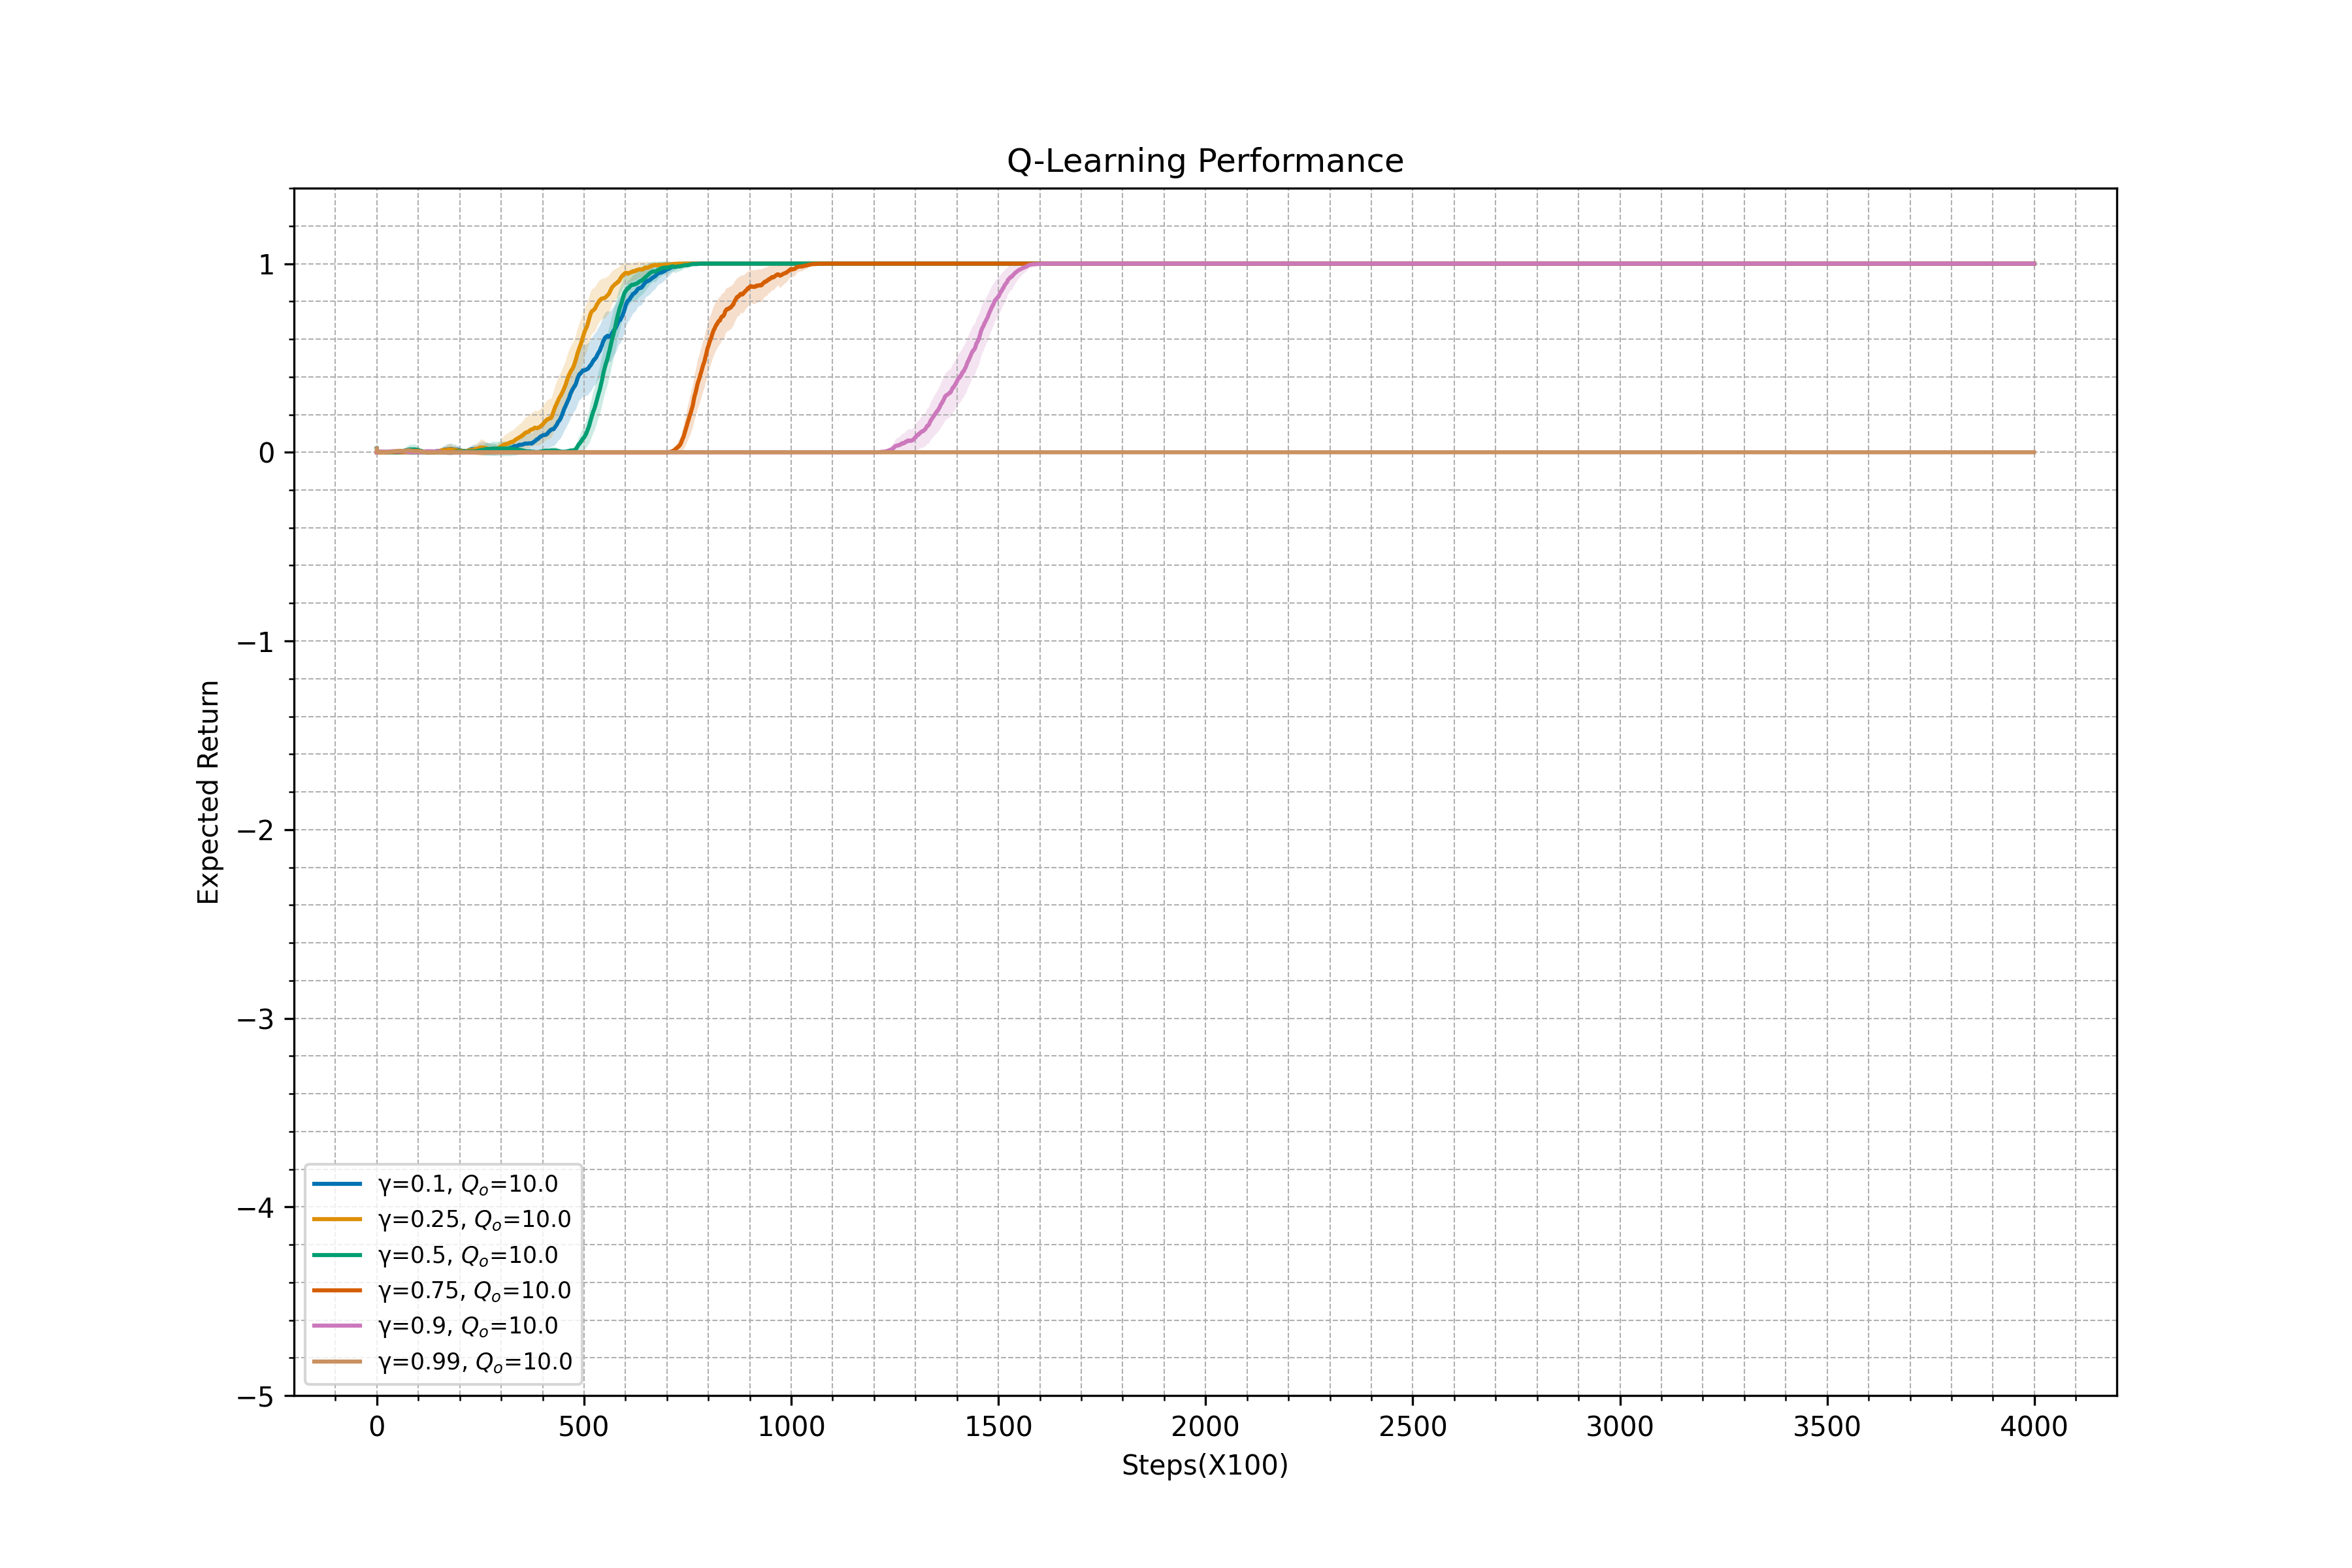 Q-Learning Performance
1
0
−1
−2
−3
−4
−5
Expected Return
γ=0.1, Qₒ=10.0
γ=0.25, Qₒ=10.0
γ=0.5, Qₒ=10.0
γ=0.75, Qₒ=10.0
γ=0.9, Qₒ=10.0
γ=0.99, Qₒ=10.0
0 500 1000 1500 2000 2500 3000 3500 4000
Steps(X100)